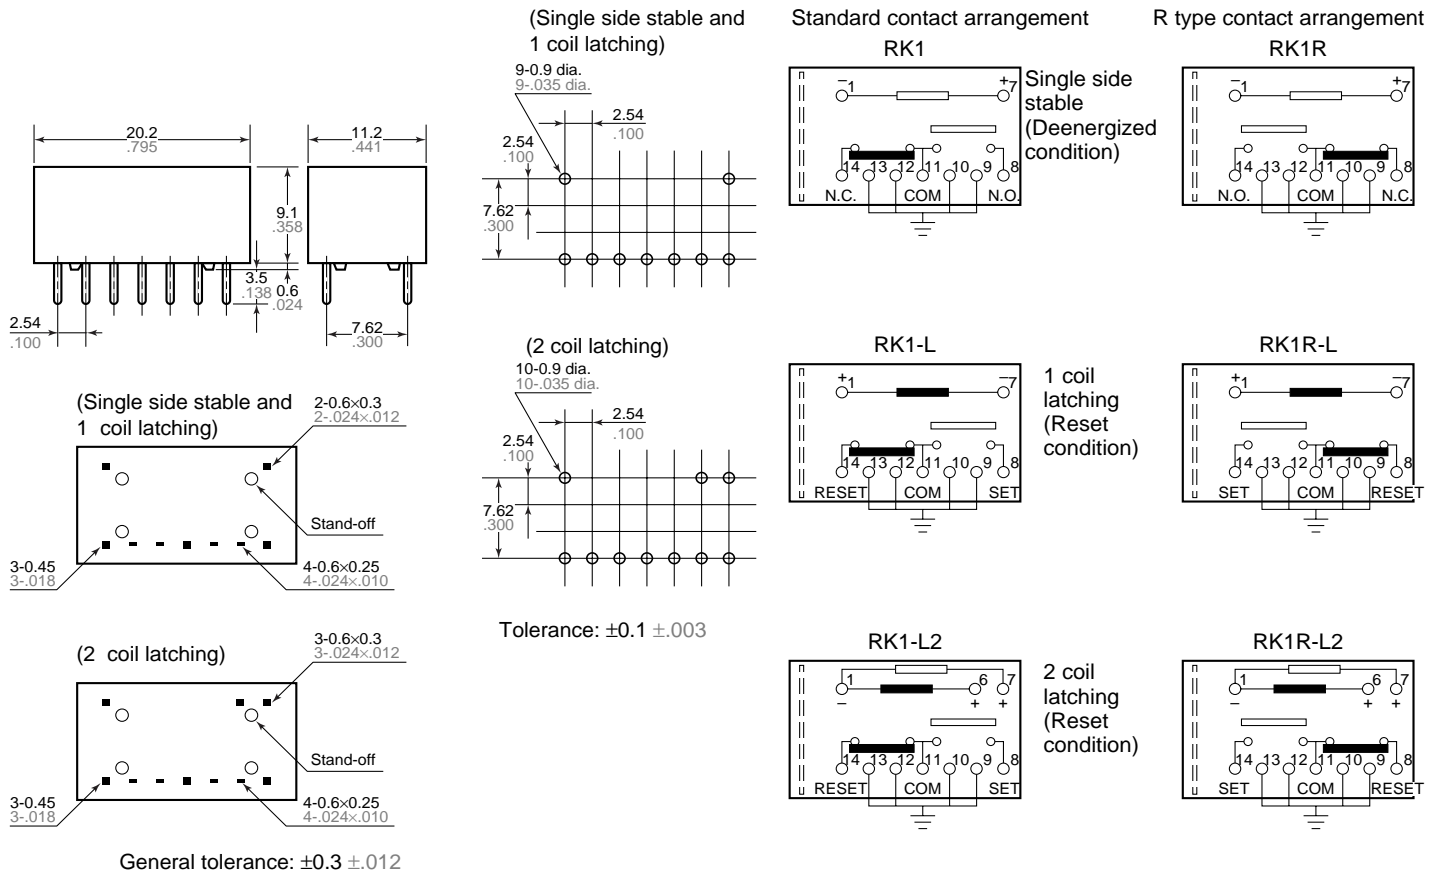 20.2
.795
11.2
.441
9.1
.358
3.5
.138
0.6
.024
2.54
.100
7.62
.300
(Single side stable and
1 coil latching)
2-0.6×0.3
2-.024×.012
Stand-off
3-0.45
3-.018
4-0.6×0.25
4-.024×.010
(2 coil latching)
3-0.6×0.3
3-.024×.012
Stand-off
3-0.45
3-.018
4-0.6×0.25
4-.024×.010
General tolerance: ±0.3 ±.012
(Single side stable and
1 coil latching)
9-0.9 dia.
9-.035 dia.
2.54
.100
2.54
.100
7.62
.300
(2 coil latching)
10-0.9 dia.
10-.035 dia.
2.54
.100
2.54
.100
7.62
.300
Tolerance: ±0.1 ±.003
Standard contact arrangement
RK1
− 1 + 7
14 13 12 11 10 9 8
N.C. COM N.O.
Single side
stable
(Deenergized
condition)
R type contact arrangement
RK1R
− 1 + 7
14 13 12 11 10 9 8
N.O. COM N.C.
RK1-L
+ 1 − 7
14 13 12 11 10 9 8
RESET COM SET
1 coil
latching
(Reset
condition)
RK1R-L
+ 1 − 7
14 13 12 11 10 9 8
SET COM RESET
RK1-L2
1 6 7
− + +
14 13 12 11 10 9 8
RESET COM SET
2 coil
latching
(Reset
condition)
RK1R-L2
1 6 7
− + +
14 13 12 11 10 9 8
SET COM RESET